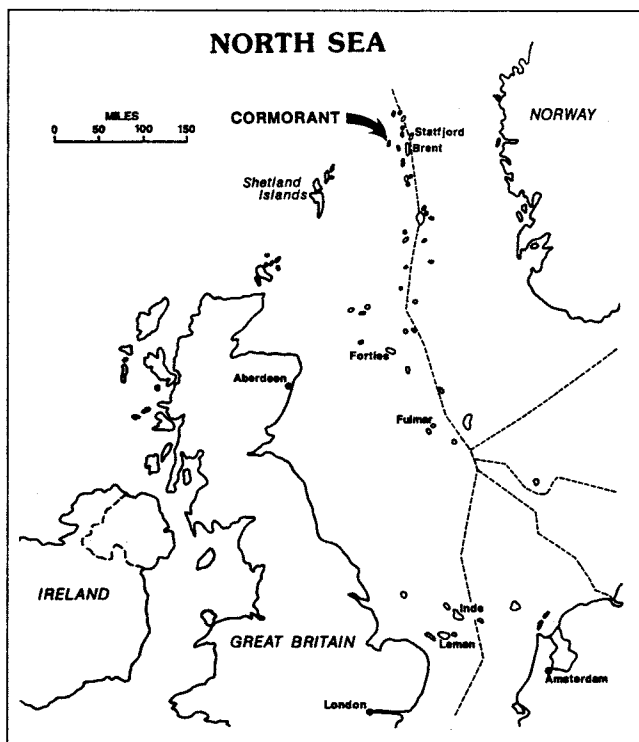 NORTH SEA
MILES
0 50 100 150
CORMORANT
NORWAY
Statfjord
Brent
Shetland
Islands
Forties
Aberdeen
Fulmar
IRELAND
Inde
GREAT BRITAIN
Leman
Amsterdam
London